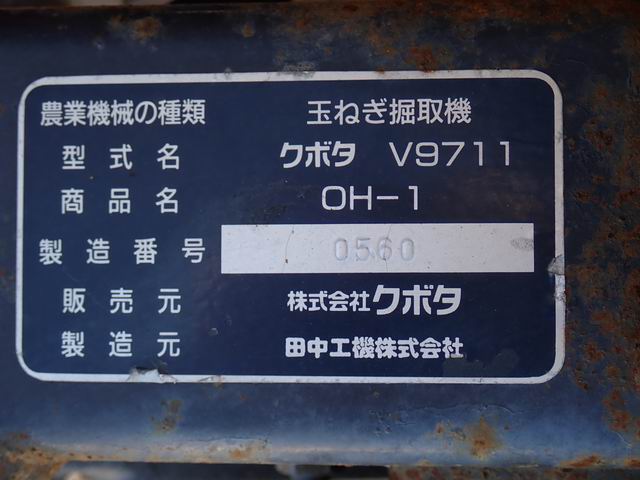 農業機械の種類 玉ねぎ掘取機
型式名 クボタ V9711
商品名 OH-1
製造番号 0560
販売元 株式会社クボタ
製造元 田中工機株式会社